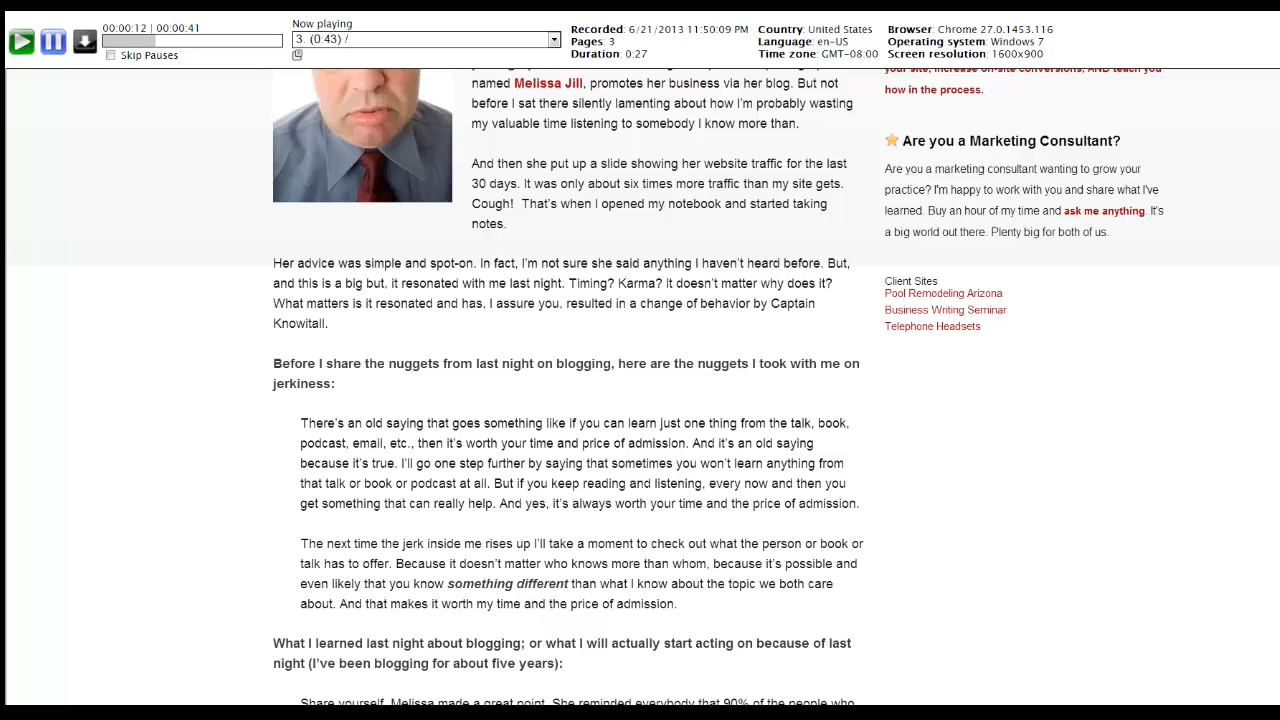 00:00:12 | 00:00:41
Skip Pauses
Now playing
3. (0:43) /
Recorded: 6/21/2013 11:50:09 PM
Pages: 3
Duration: 0:27
Country: United States
Language: en-US
Time zone: GMT-08:00
Browser: Chrome 27.0.1453.116
Operating system: Windows 7
Screen resolution: 1600x900
named Melissa Jill, promotes her business via her blog. But not
before I sat there silently lamenting about how I'm probably wasting
my valuable time listening to somebody I know more than.
And then she put up a slide showing her website traffic for the last
30 days. It was only about six times more traffic than my site gets.
Cough!  That's when I opened my notebook and started taking
notes.
Her advice was simple and spot-on. In fact, I'm not sure she said anything I haven't heard before. But,
and this is a big but, it resonated with me last night. Timing? Karma? It doesn't matter why does it?
What matters is it resonated and has, I assure you, resulted in a change of behavior by Captain
Knowitall.
Before I share the nuggets from last night on blogging, here are the nuggets I took with me on
jerkiness:
There's an old saying that goes something like if you can learn just one thing from the talk, book,
podcast, email, etc., then it's worth your time and price of admission. And it's an old saying
because it's true. I'll go one step further by saying that sometimes you won't learn anything from
that talk or book or podcast at all. But if you keep reading and listening, every now and then you
get something that can really help. And yes, it's always worth your time and the price of admission.
The next time the jerk inside me rises up I'll take a moment to check out what the person or book or
talk has to offer. Because it doesn't matter who knows more than whom, because it's possible and
even likely that you know something different than what I know about the topic we both care
about. And that makes it worth my time and the price of admission.
What I learned last night about blogging; or what I will actually start acting on because of last
night (I've been blogging for about five years):
Share yourself. Melissa made a great point. She reminded everybody that 90% of the people who
your site, increase on-site conversions, AND teach you
how in the process.
Are you a Marketing Consultant?
Are you a marketing consultant wanting to grow your
practice? I'm happy to work with you and share what I've
learned. Buy an hour of my time and ask me anything. It's
a big world out there. Plenty big for both of us.
Client Sites
Pool Remodeling Arizona
Business Writing Seminar
Telephone Headsets